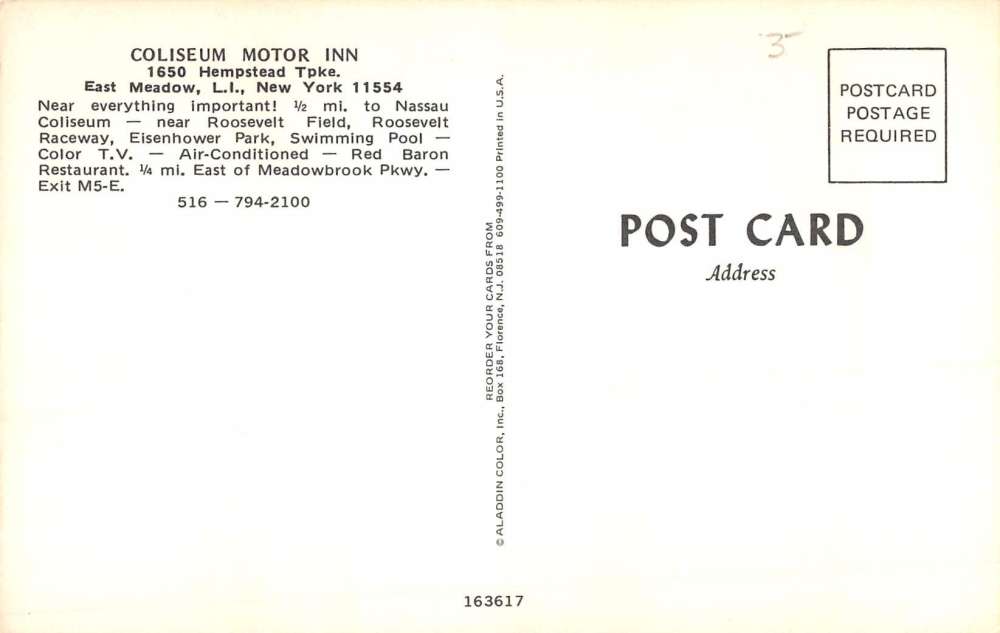 COLISEUM MOTOR INN
1650 Hempstead Tpke.
East Meadow, L.I., New York 11554
Near everything important! ½ mi. to Nassau
Coliseum — near Roosevelt Field, Roosevelt
Raceway, Eisenhower Park, Swimming Pool —
Color T.V. — Air-Conditioned — Red Baron
Restaurant. ¼ mi. East of Meadowbrook Pkwy. —
Exit M5-E.
516 — 794-2100
REORDER YOUR CARDS FROM
© ALADDIN COLOR, Inc., Box 168, Florence, N.J. 08518 609-499-1100 Printed in U.S.A.
35
POSTCARD
POSTAGE
REQUIRED
POST CARD
Address
163617